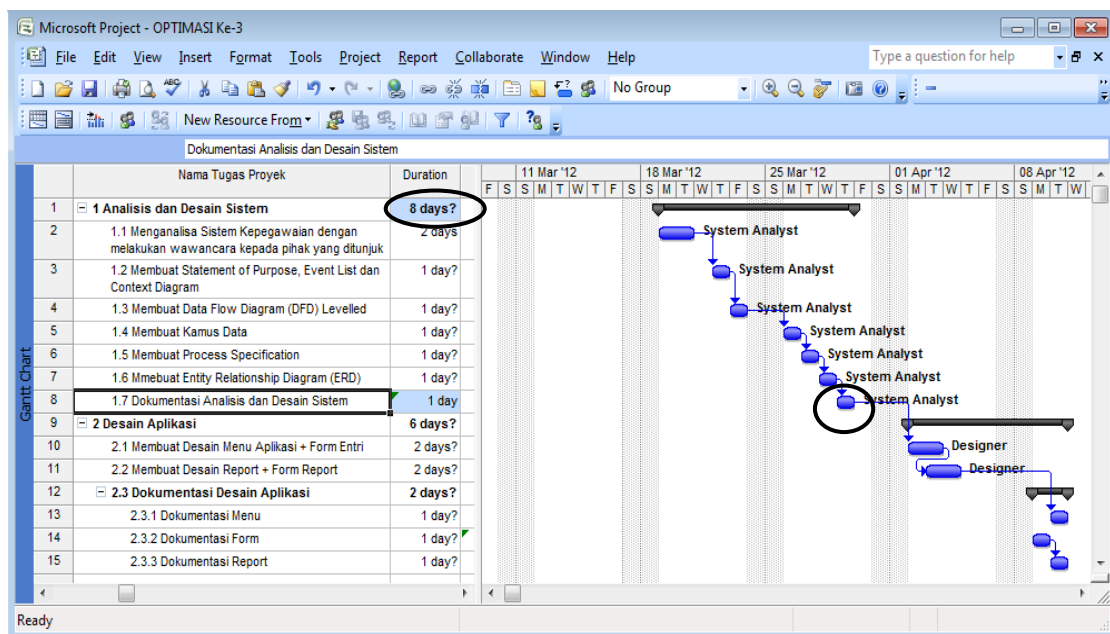 Microsoft Project - OPTIMASI Ke-3
File Edit View Insert Format Tools Project Report Collaborate Window Help Type a question for help
ABC No Group
New Resource From
Dokumentasi Analisis dan Desain Sistem
Nama Tugas Proyek Duration 11 Mar '12 18 Mar '12 25 Mar '12 01 Apr '12 08 Apr '12
F S S M T W T F S S M T W T F S S M T W T F S S M T W T F S S M T W
1 1 Analisis dan Desain Sistem 8 days?
2 1.1 Menganalisa Sistem Kepegawaian dengan 2 days System Analyst
melakukan wawancara kepada pihak yang ditunjuk
3 1.2 Membuat Statement of Purpose, Event List dan 1 day? System Analyst
Context Diagram
4 1.3 Membuat Data Flow Diagram (DFD) Levelled 1 day? System Analyst
5 1.4 Membuat Kamus Data 1 day? System Analyst
6 1.5 Membuat Process Specification 1 day? System Analyst
7 1.6 Mmebuat Entity Relationship Diagram (ERD) 1 day? System Analyst
8 1.7 Dokumentasi Analisis dan Desain Sistem 1 day System Analyst
9 2 Desain Aplikasi 6 days?
10 2.1 Membuat Desain Menu Aplikasi + Form Entri 2 days? Designer
11 2.2 Membuat Desain Report + Form Report 2 days? Designer
12 2.3 Dokumentasi Desain Aplikasi 2 days?
13 2.3.1 Dokumentasi Menu 1 day?
14 2.3.2 Dokumentasi Form 1 day?
15 2.3.3 Dokumentasi Report 1 day?
Gantt Chart
Ready